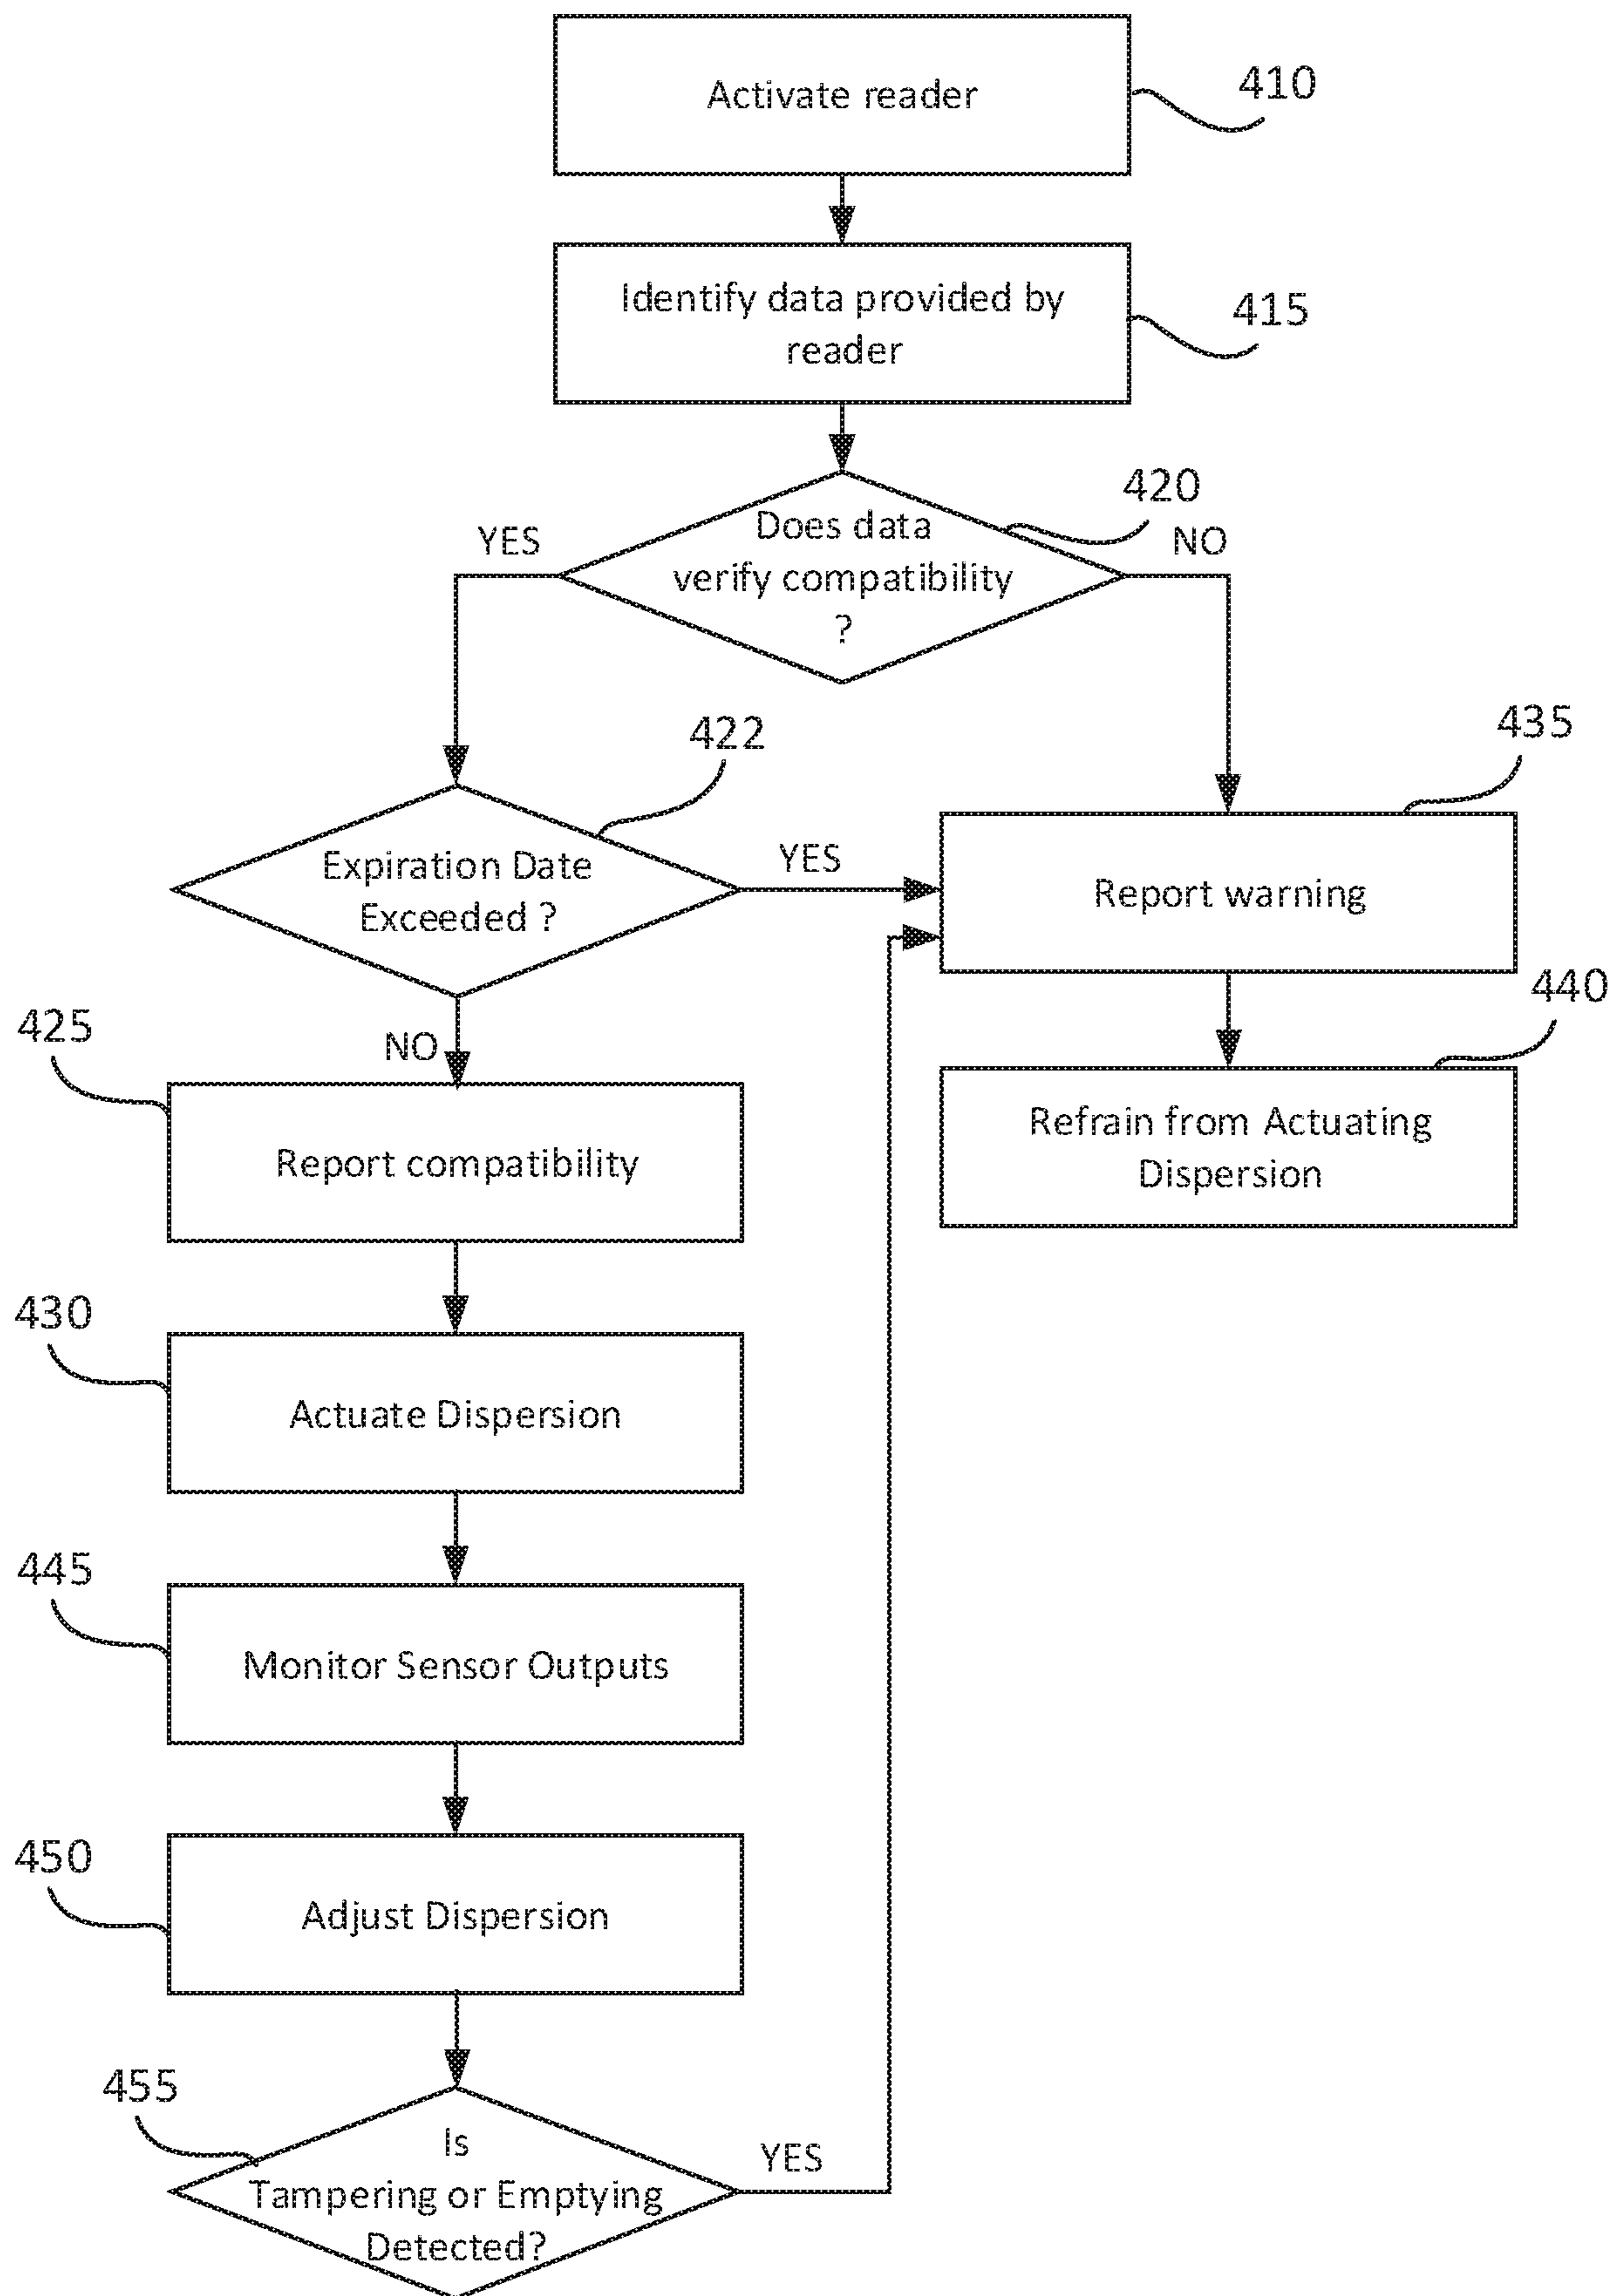 Activate reader
410
Identify data provided by
reader
415
420
Does data
verify compatibility
?
YES
NO
422
435
Expiration Date
Exceeded ?
YES
Report warning
NO
425
440
Report compatibility
Refrain from Actuating
Dispersion
430
Actuate Dispersion
445
Monitor Sensor Outputs
450
Adjust Dispersion
455
Is
Tampering or Emptying
Detected?
YES